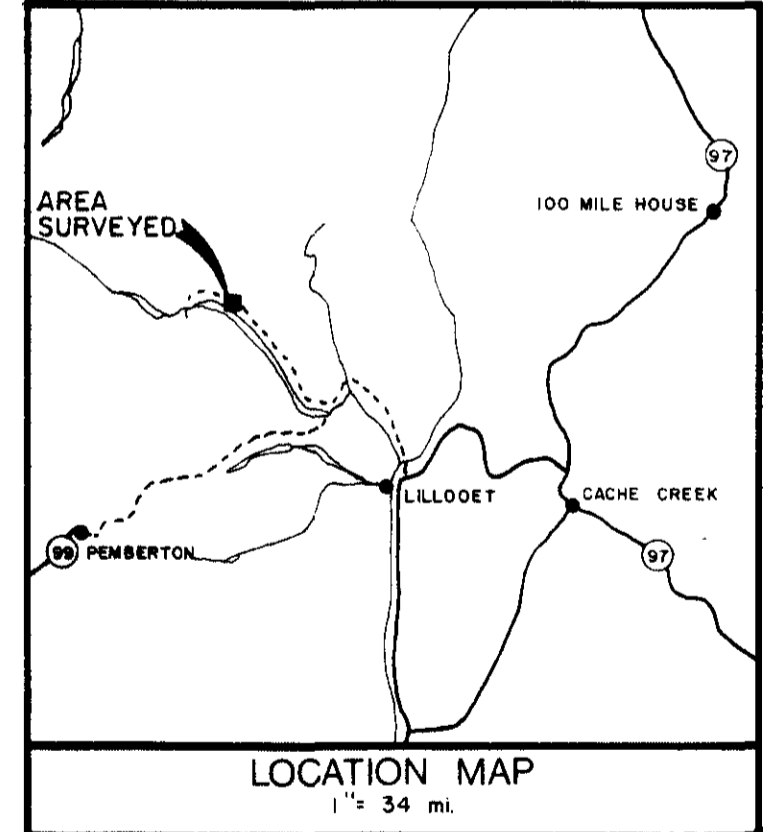 97
100 MILE HOUSE
AREA
SURVEYED
LILLOOET
CACHE CREEK
99 PEMBERTON
97
LOCATION MAP
1"= 34 mi.